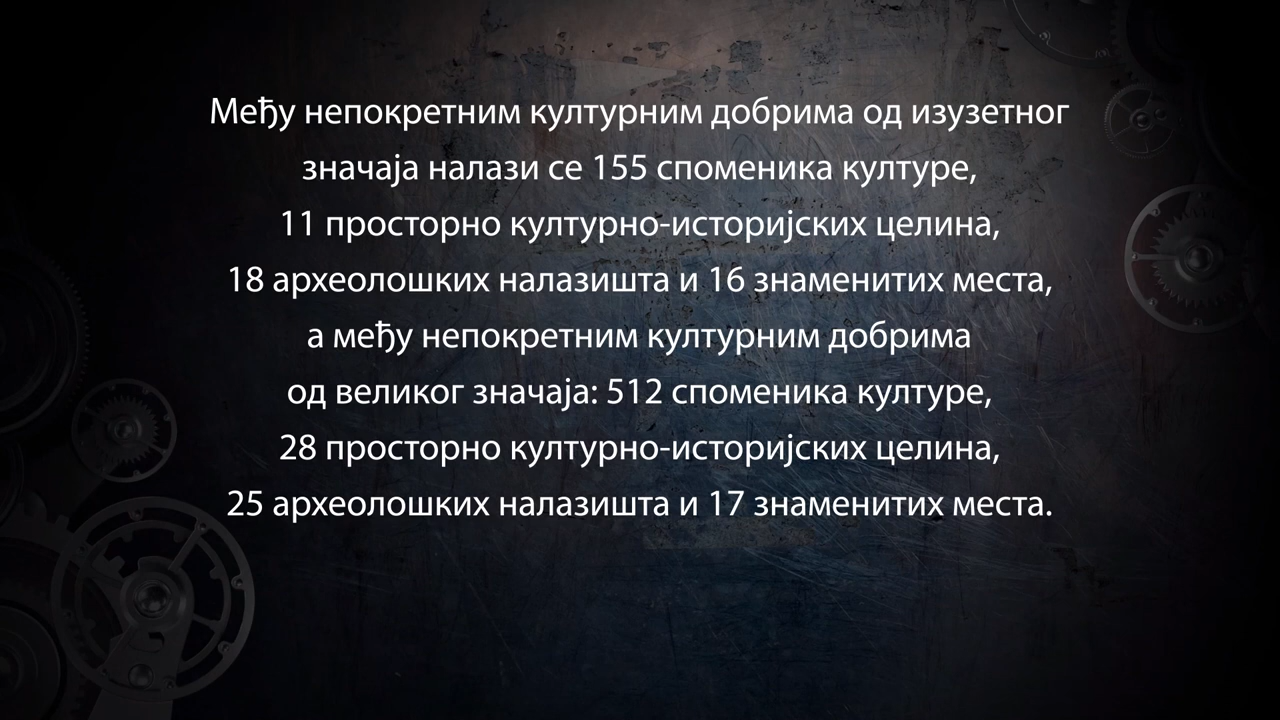 Међу непокретним културним добрима од изузетног
значаја налази се 155 споменика културе,
11 просторно културно-историјских целина,
18 археолошких налазишта и 16 знаменитих места,
а међу непокретним културним добрима
од великог значаја: 512 споменика културе,
28 просторно културно-историјских целина,
25 археолошких налазишта и 17 знаменитих места.